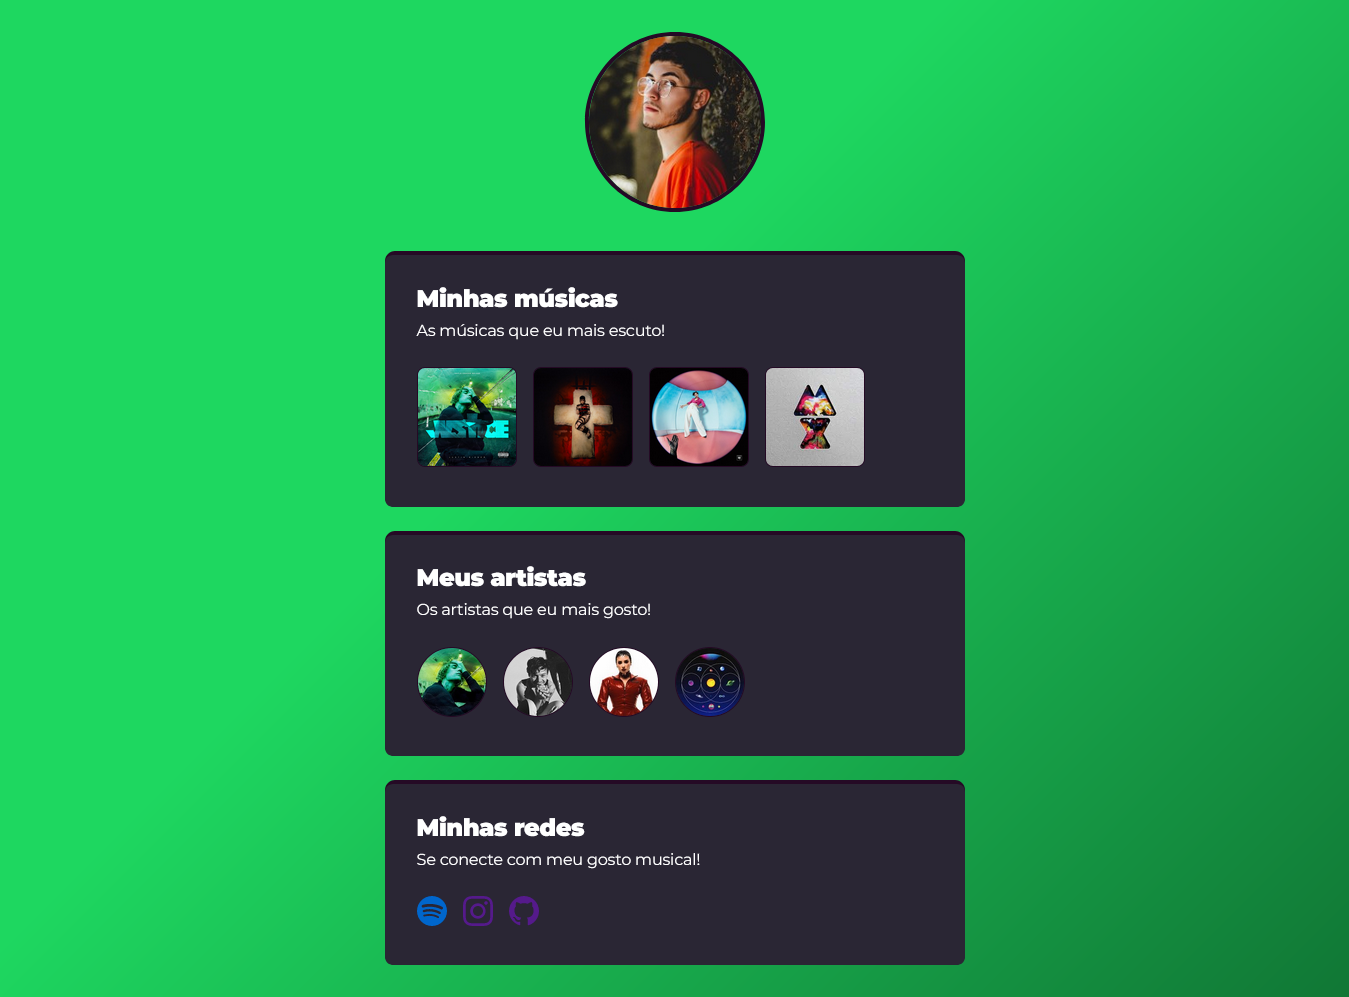 Minhas músicas
As músicas que eu mais escuto!
JUSTICE
Meus artistas
Os artistas que eu mais gosto!
Minhas redes
Se conecte com meu gosto musical!